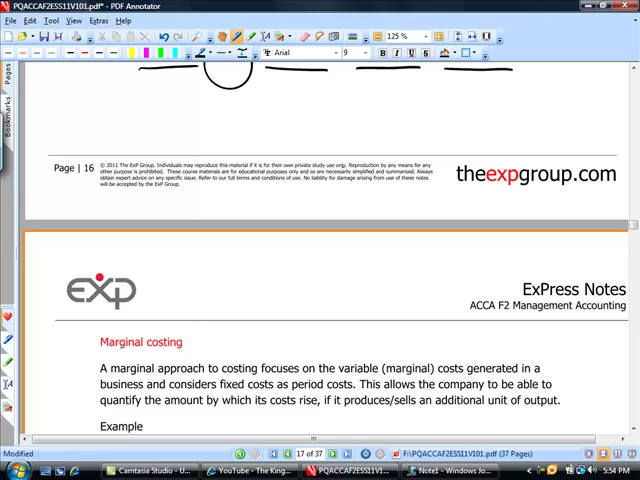 PQACCAF2ESS11V101.pdf* - PDF Annotator
File Edit Tool View Extras Help
125 %
Arial 9 B I U S
Pages
Bookmarks
Page | 16
© 2011 The ExP Group. Individuals may reproduce this material if it is for their own private study use only. Reproduction by any means for any
other purpose is prohibited. These course materials are for educational purposes only and so are necessarily simplified and summarised. Always
obtain expert advice on any specific issue. Refer to our full terms and conditions of use. No liability for damage arising from use of these notes
will be accepted by the ExP Group.
theexpgroup.com
exp
ExPress Notes
ACCA F2 Management Accounting
Marginal costing
A marginal approach to costing focuses on the variable (marginal) costs generated in a
business and considers fixed costs as period costs. This allows the company to be able to
quantify the amount by which its costs rise, if it produces/sells an additional unit of output.
Example
Modified
17 of 37
F:\PQACCAF2ESS11V101.pdf (37 Pages)
Camtasia Studio - U...
YouTube - The King...
PQACCAF2ESS11V1...
Note1 - Windows Jo...
5:54 PM